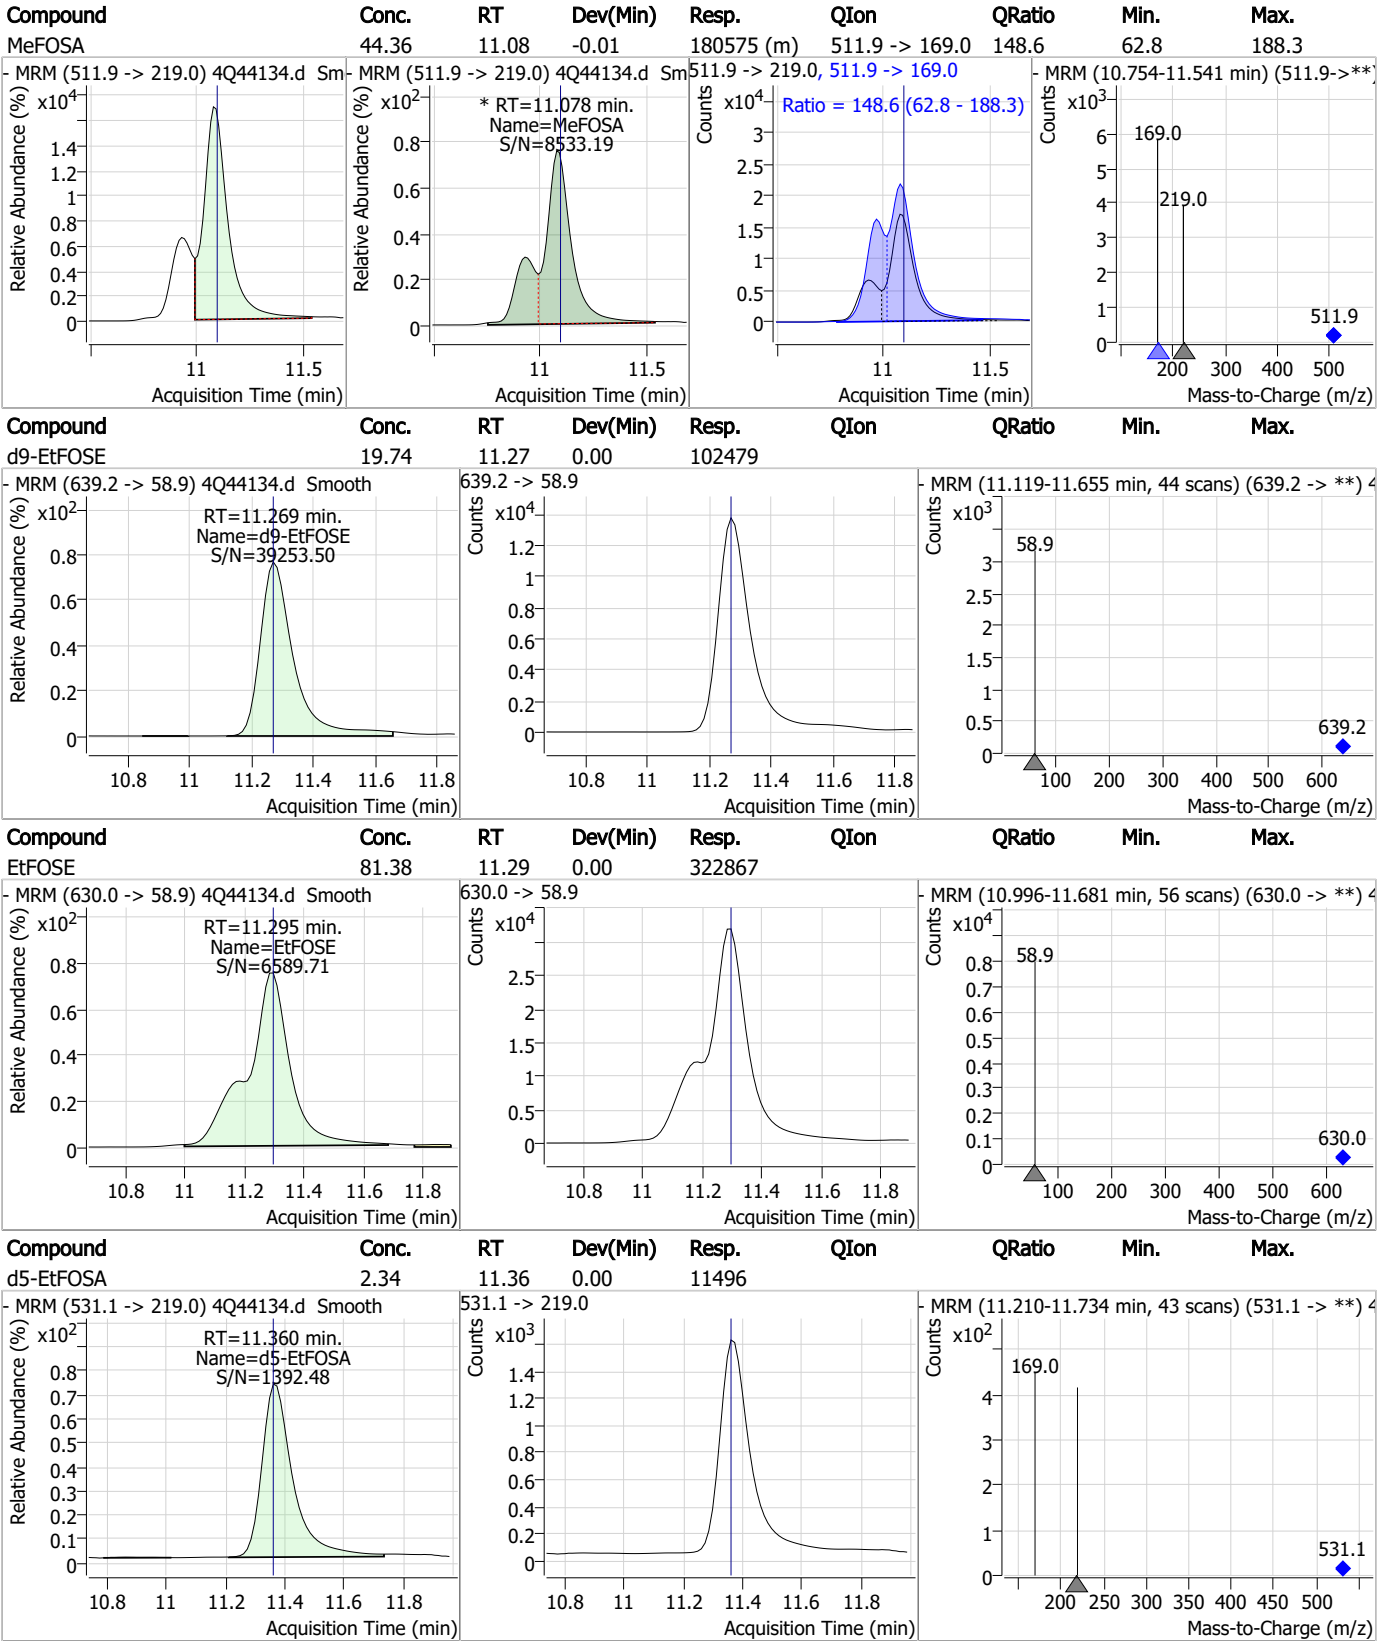 Compound Conc. RT Dev(Min) Resp. QIon QRatio Min. Max.
MeFOSA 44.36 11.08 -0.01 180575 (m) 511.9 -> 169.0 148.6 62.8 188.3
- MRM (511.9 -> 219.0) 4Q44134.d Sm
Relative Abundance (%)
x10⁴
1.4
1.2
1
0.8
0.6
0.4
0.2
0
11 11.5
Acquisition Time (min)
- MRM (511.9 -> 219.0) 4Q44134.d Sm
Relative Abundance (%)
x10²
* RT=11.078 min.
Name=MeFOSA
S/N=8533.19
0.8
0.6
0.4
0.2
0
11 11.5
Acquisition Time (min)
511.9 -> 219.0, 511.9 -> 169.0
Counts
x10⁴
Ratio = 148.6 (62.8 - 188.3)
3
2.5
2
1.5
1
0.5
0
11 11.5
Acquisition Time (min)
- MRM (10.754-11.541 min) (511.9->**)
Counts
x10³
169.0
219.0
511.9
6
5
4
3
2
1
0
200 300 400 500
Mass-to-Charge (m/z)
Compound Conc. RT Dev(Min) Resp. QIon QRatio Min. Max.
d9-EtFOSE 19.74 11.27 0.00 102479
- MRM (639.2 -> 58.9) 4Q44134.d Smooth
Relative Abundance (%)
x10²
RT=11.269 min.
Name=d9-EtFOSE
S/N=39253.50
0.8
0.6
0.4
0.2
0
10.8 11 11.2 11.4 11.6 11.8
Acquisition Time (min)
639.2 -> 58.9
Counts
x10⁴
1.2
1
0.8
0.6
0.4
0.2
0
10.8 11 11.2 11.4 11.6 11.8
Acquisition Time (min)
- MRM (11.119-11.655 min, 44 scans) (639.2 -> **) 4
Counts
x10³
58.9
639.2
3
2.5
2
1.5
1
0.5
0
100 200 300 400 500 600
Mass-to-Charge (m/z)
Compound Conc. RT Dev(Min) Resp. QIon QRatio Min. Max.
EtFOSE 81.38 11.29 0.00 322867
- MRM (630.0 -> 58.9) 4Q44134.d Smooth
Relative Abundance (%)
x10²
RT=11.295 min.
Name=EtFOSE
S/N=6589.71
0.8
0.6
0.4
0.2
0
10.8 11 11.2 11.4 11.6 11.8
Acquisition Time (min)
630.0 -> 58.9
Counts
x10⁴
2.5
2
1.5
1
0.5
0
10.8 11 11.2 11.4 11.6 11.8
Acquisition Time (min)
- MRM (10.996-11.681 min, 56 scans) (630.0 -> **) 4
Counts
x10⁴
58.9
630.0
0.8
0.7
0.6
0.5
0.4
0.3
0.2
0.1
0
100 200 300 400 500 600
Mass-to-Charge (m/z)
Compound Conc. RT Dev(Min) Resp. QIon QRatio Min. Max.
d5-EtFOSA 2.34 11.36 0.00 11496
- MRM (531.1 -> 219.0) 4Q44134.d Smooth
Relative Abundance (%)
x10²
RT=11.360 min.
Name=d5-EtFOSA
S/N=1392.48
0.8
0.7
0.6
0.5
0.4
0.3
0.2
0.1
0
10.8 11 11.2 11.4 11.6 11.8
Acquisition Time (min)
531.1 -> 219.0
Counts
x10³
1.4
1.2
1
0.8
0.6
0.4
0.2
0
10.8 11 11.2 11.4 11.6 11.8
Acquisition Time (min)
- MRM (11.210-11.734 min, 43 scans) (531.1 -> **) 4
Counts
x10²
169.0
531.1
4
3
2
1
0
200 250 300 350 400 450 500
Mass-to-Charge (m/z)